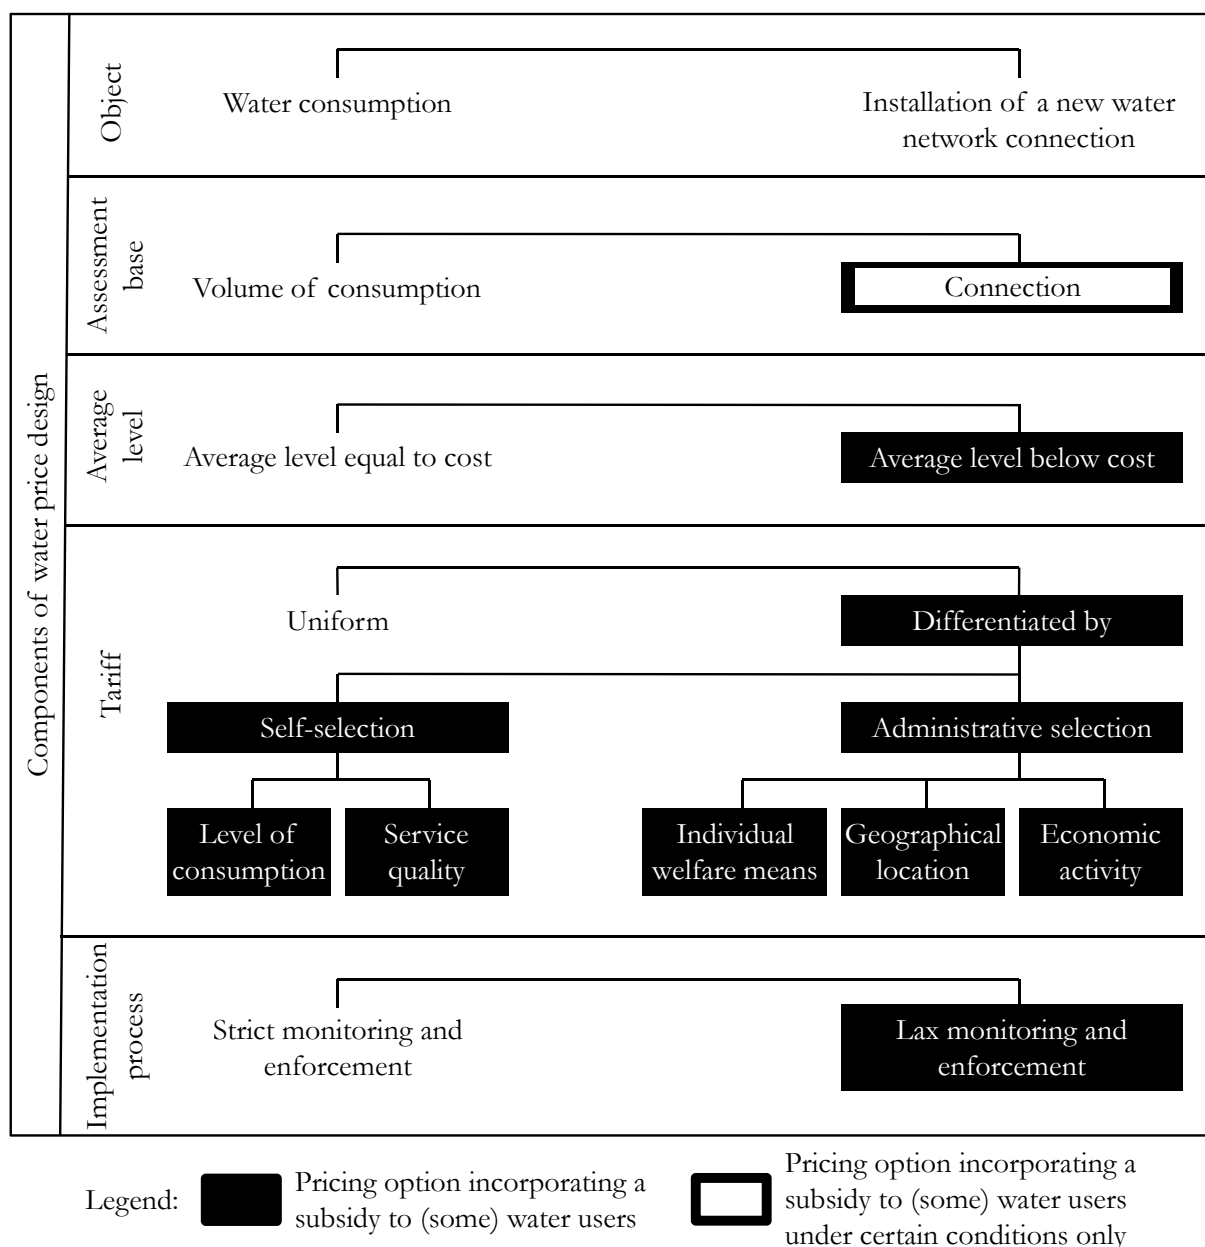 Components of water price design
Object
Water consumption
Installation of a new water
network connection
Assessment
base
Volume of consumption
Connection
Average
level
Average level equal to cost
Average level below cost
Tariff
Uniform
Differentiated by
Self-selection
Administrative selection
Level of
consumption
Service
quality
Individual
welfare means
Geographical
location
Economic
activity
Implementation
process
Strict monitoring and
enforcement
Lax monitoring and
enforcement
Legend:
Pricing option incorporating a
subsidy to (some) water users
Pricing option incorporating a
subsidy to (some) water users
under certain conditions only